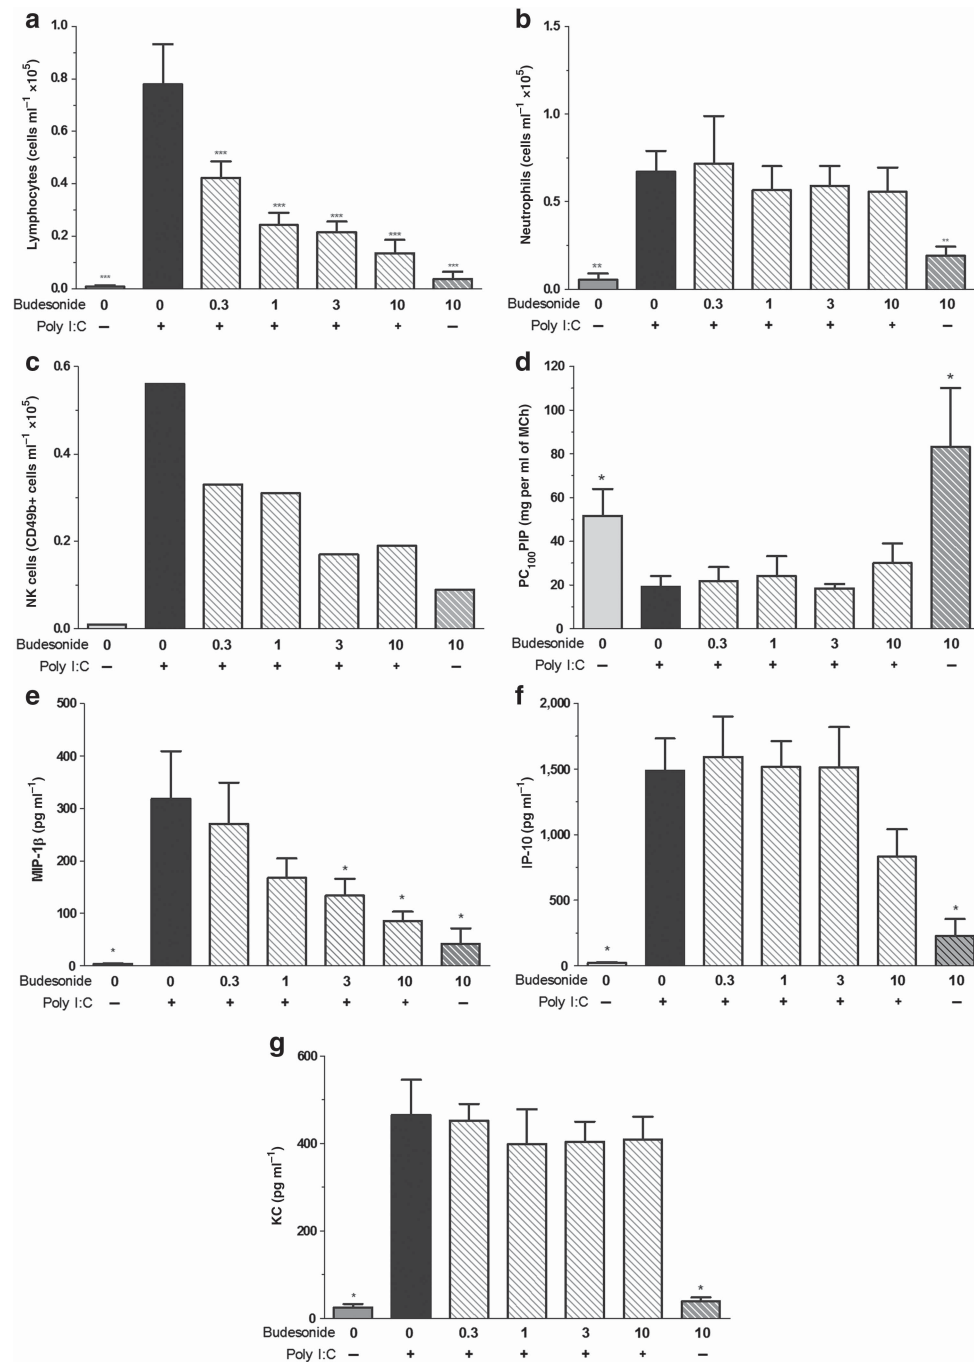 a
Lymphocytes (cells ml⁻¹ ×10⁵)
1.0
0.8
0.6
0.4
0.2
0.0
*** *** *** *** *** ***
Budesonide 0 0 0.3 1 3 10 10
Poly I:C – + + + + + –
b
Neutrophils (cells ml⁻¹ ×10⁵)
1.5
1.0
0.5
0.0
** **
Budesonide 0 0 0.3 1 3 10 10
Poly I:C – + + + + + –
c
NK cells (CD49b+ cells ml⁻¹ ×10⁵)
0.6
0.4
0.2
0.0
Budesonide 0 0 0.3 1 3 10 10
Poly I:C – + + + + + –
d
PC₁₀₀PIP (mg per ml of MCh)
120
100
80
60
40
20
0
* *
Budesonide 0 0 0.3 1 3 10 10
Poly I:C – + + + + + –
e
MIP-1β (pg ml⁻¹)
500
400
300
200
100
0
* * * *
Budesonide 0 0 0.3 1 3 10 10
Poly I:C – + + + + + –
f
IP-10 (pg ml⁻¹)
2,000
1,500
1,000
500
0
* *
Budesonide 0 0 0.3 1 3 10 10
Poly I:C – + + + + + –
g
KC (pg ml⁻¹)
600
400
200
0
* *
Budesonide 0 0 0.3 1 3 10 10
Poly I:C – + + + + + –